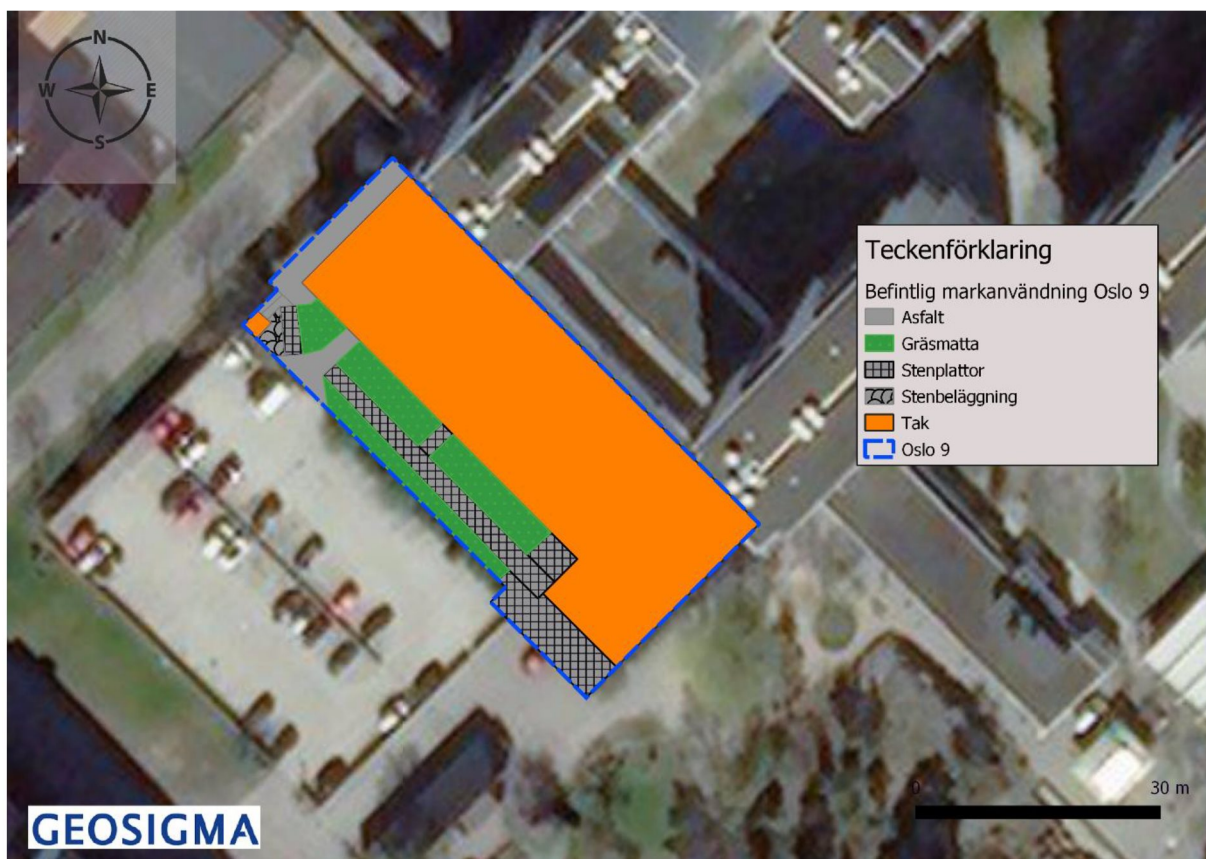 N
W E
S
Teckenförklaring
Befintlig markanvändning Oslo 9
Asfalt
Gräsmatta
Stenplattor
Stenbeläggning
Tak
Oslo 9
0 30 m
GEOSIGMA